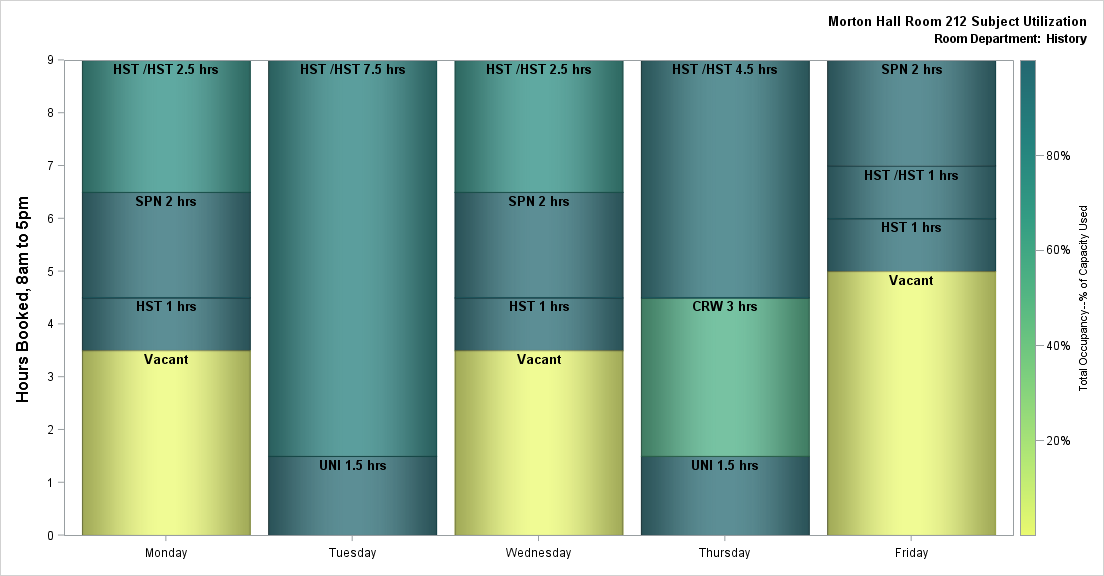 Morton Hall Room 212 Subject Utilization
Room Department: History
Hours Booked, 8am to 5pm
9
8
7
6
5
4
3
2
1
0
HST /HST 2.5 hrs
SPN 2 hrs
HST 1 hrs
Vacant
HST /HST 7.5 hrs
UNI 1.5 hrs
HST /HST 2.5 hrs
SPN 2 hrs
HST 1 hrs
Vacant
HST /HST 4.5 hrs
CRW 3 hrs
UNI 1.5 hrs
SPN 2 hrs
HST /HST 1 hrs
HST 1 hrs
Vacant
Monday
Tuesday
Wednesday
Thursday
Friday
80%
60%
40%
20%
Total Occupancy--% of Capacity Used